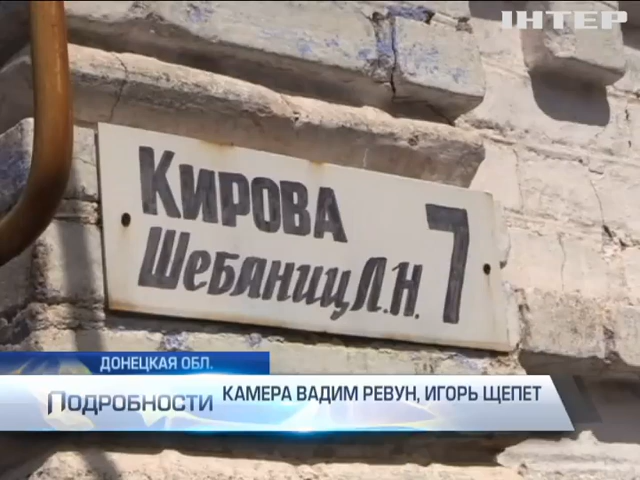 ІНТЕР
КИРОВА
ШЕБАНИЦ Л.Н. 7
ДОНЕЦКАЯ ОБЛ.
ПОДРОБНОСТИ
КАМЕРА ВАДИМ РЕВУН, ИГОРЬ ЩЕПЕТ